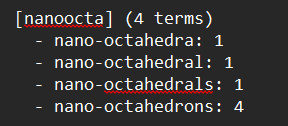 [nanoocta] (4 terms)
- nano-octahedra: 1
- nano-octahedral: 1
- nano-octahedrals: 1
- nano-octahedrons: 4